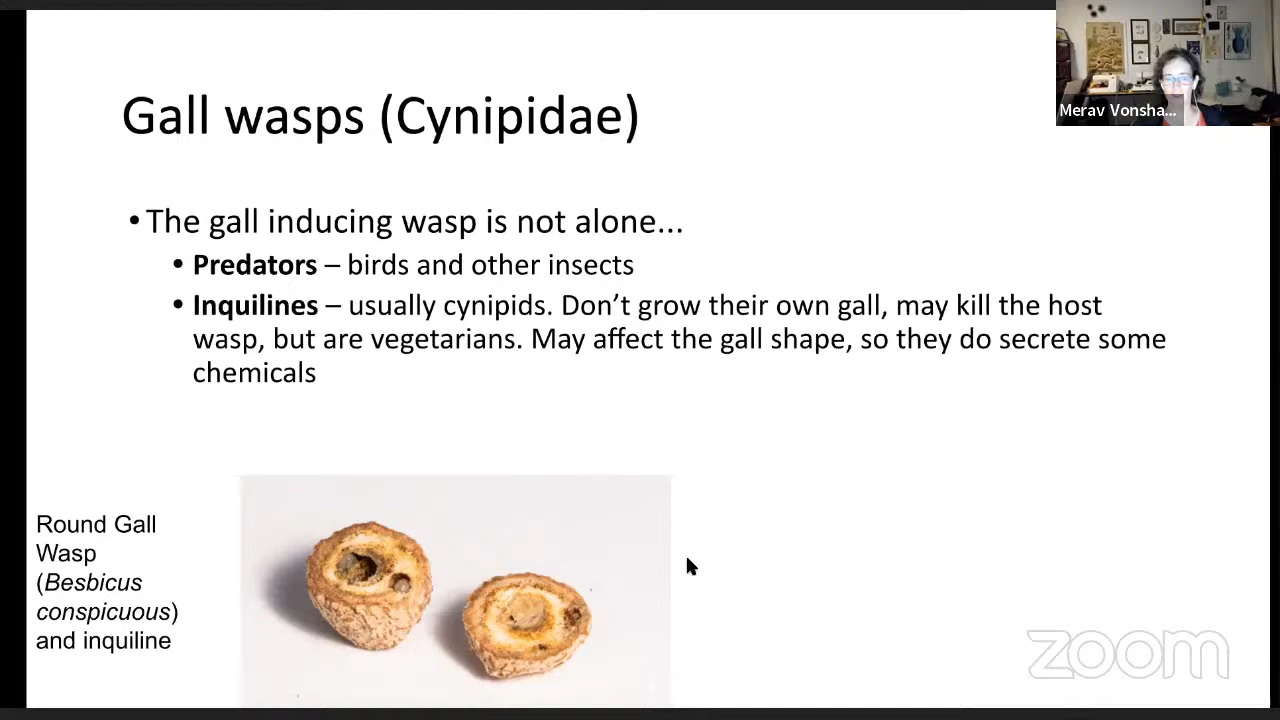 Gall wasps (Cynipidae)
Merav Vonsha...
• The gall inducing wasp is not alone...
• Predators – birds and other insects
• Inquilines – usually cynipids. Don’t grow their own gall, may kill the host
wasp, but are vegetarians. May affect the gall shape, so they do secrete some
chemicals
Round Gall
Wasp
(Besbicus
conspicuous)
and inquiline
zoom